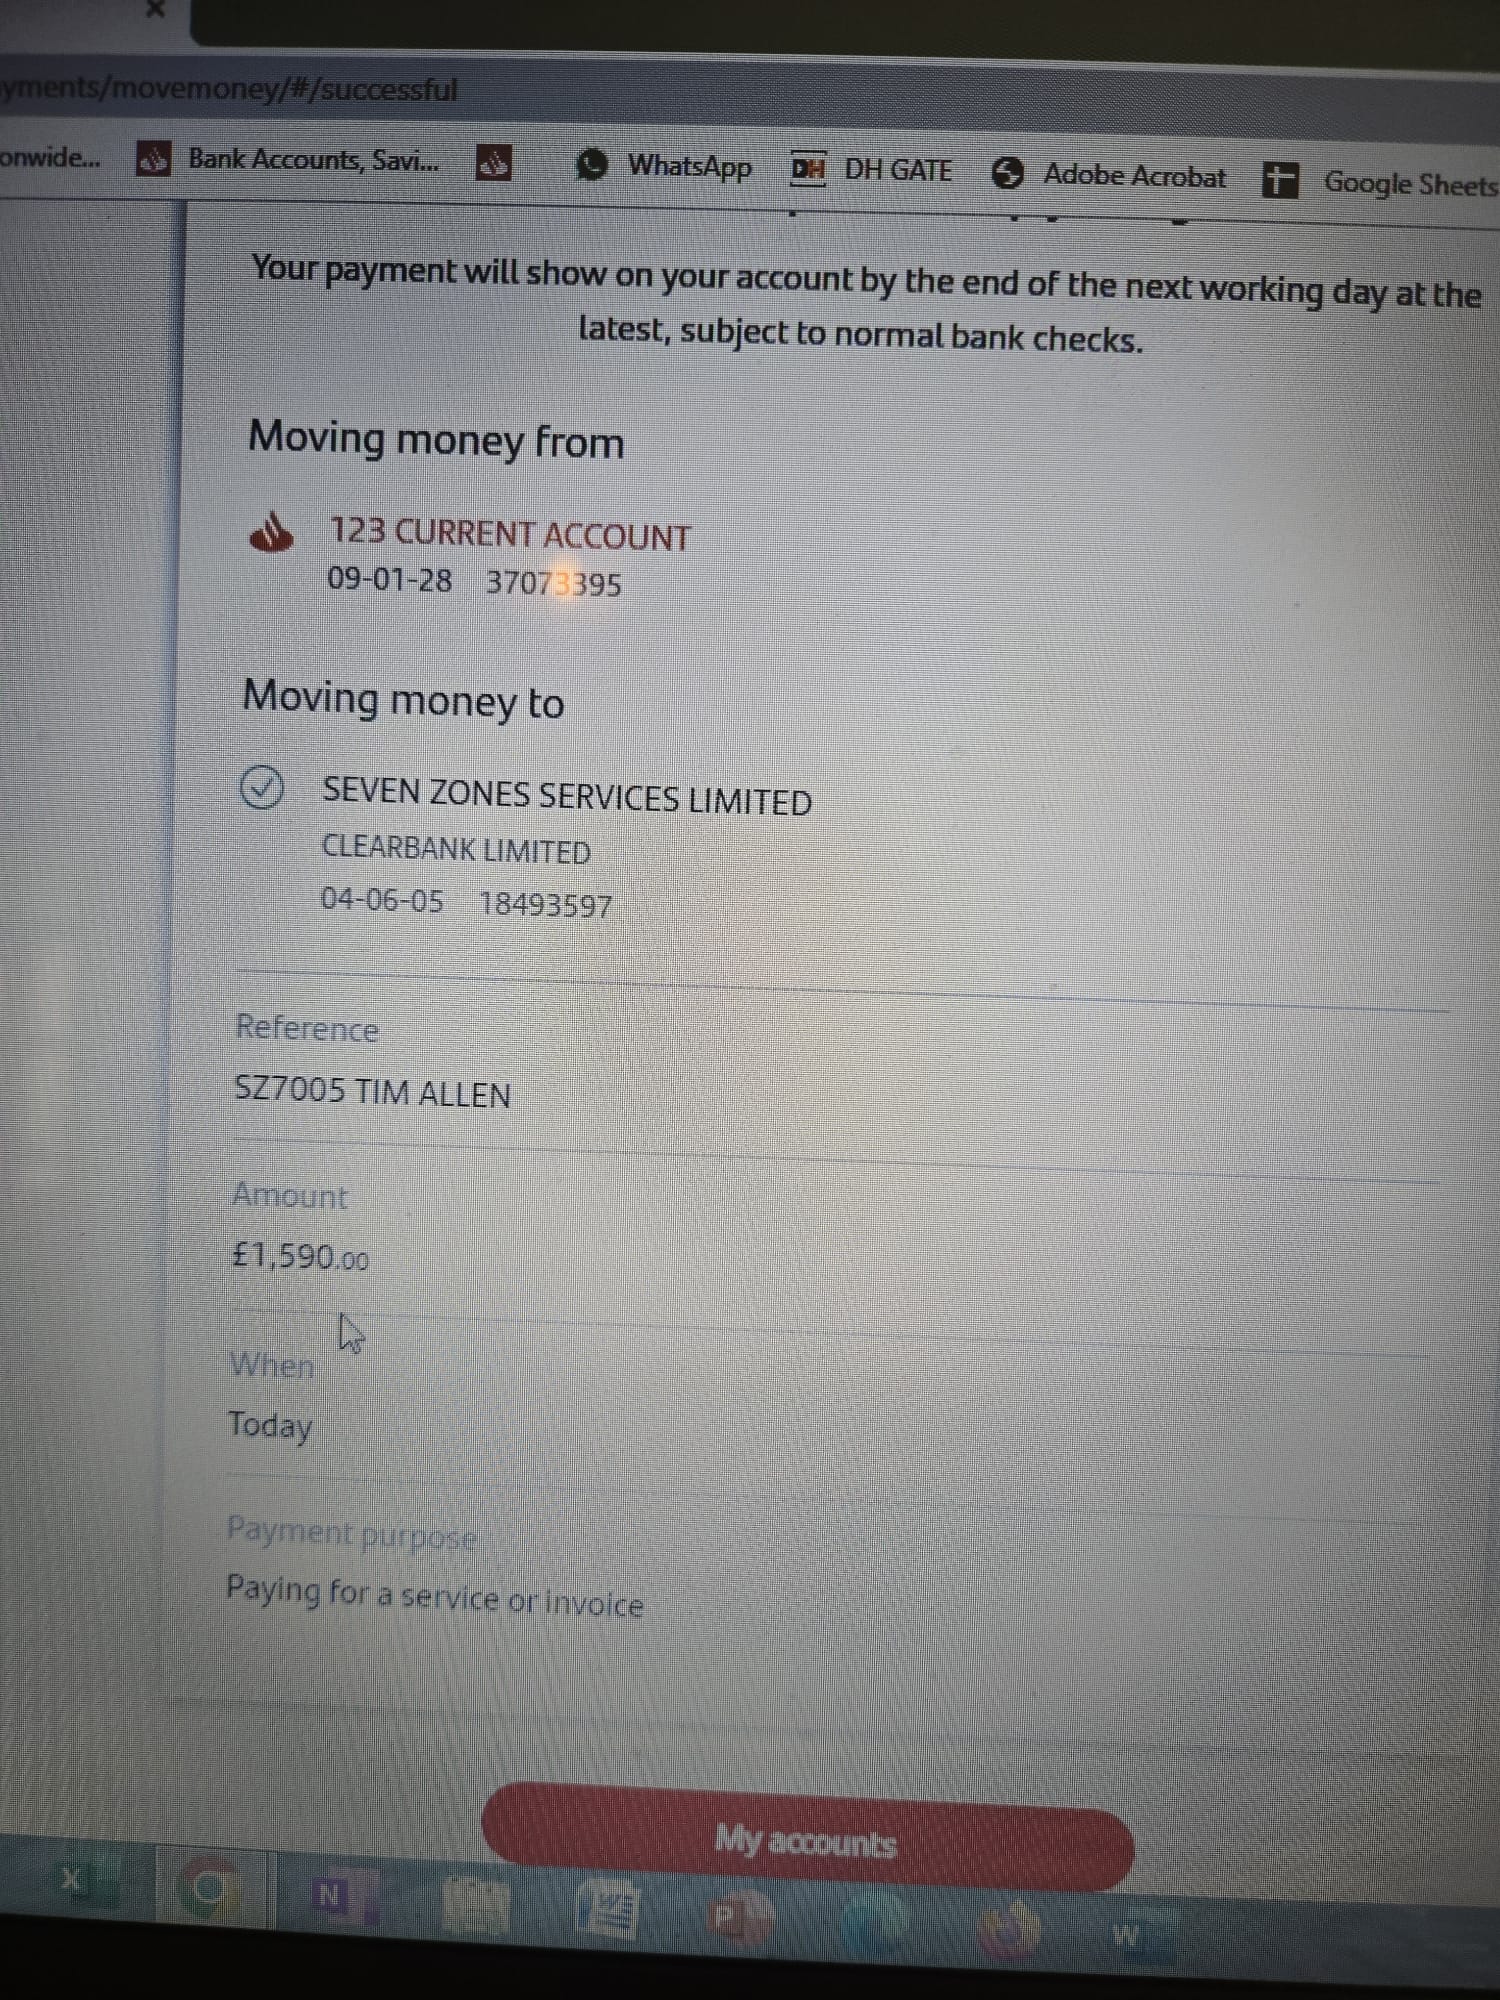 yments/movemoney/#/successful
onwide... Bank Accounts, Savi... WhatsApp DH DH GATE Adobe Acrobat Google Sheets
Your payment will show on your account by the end of the next working day at the
latest, subject to normal bank checks.
Moving money from
123 CURRENT ACCOUNT
09-01-28 37073395
Moving money to
SEVEN ZONES SERVICES LIMITED
CLEARBANK LIMITED
04-06-05 18493597
Reference
SZ7005 TIM ALLEN
Amount
£1,590.00
When
Today
Payment purpose
Paying for a service or invoice
My accounts
X N P W